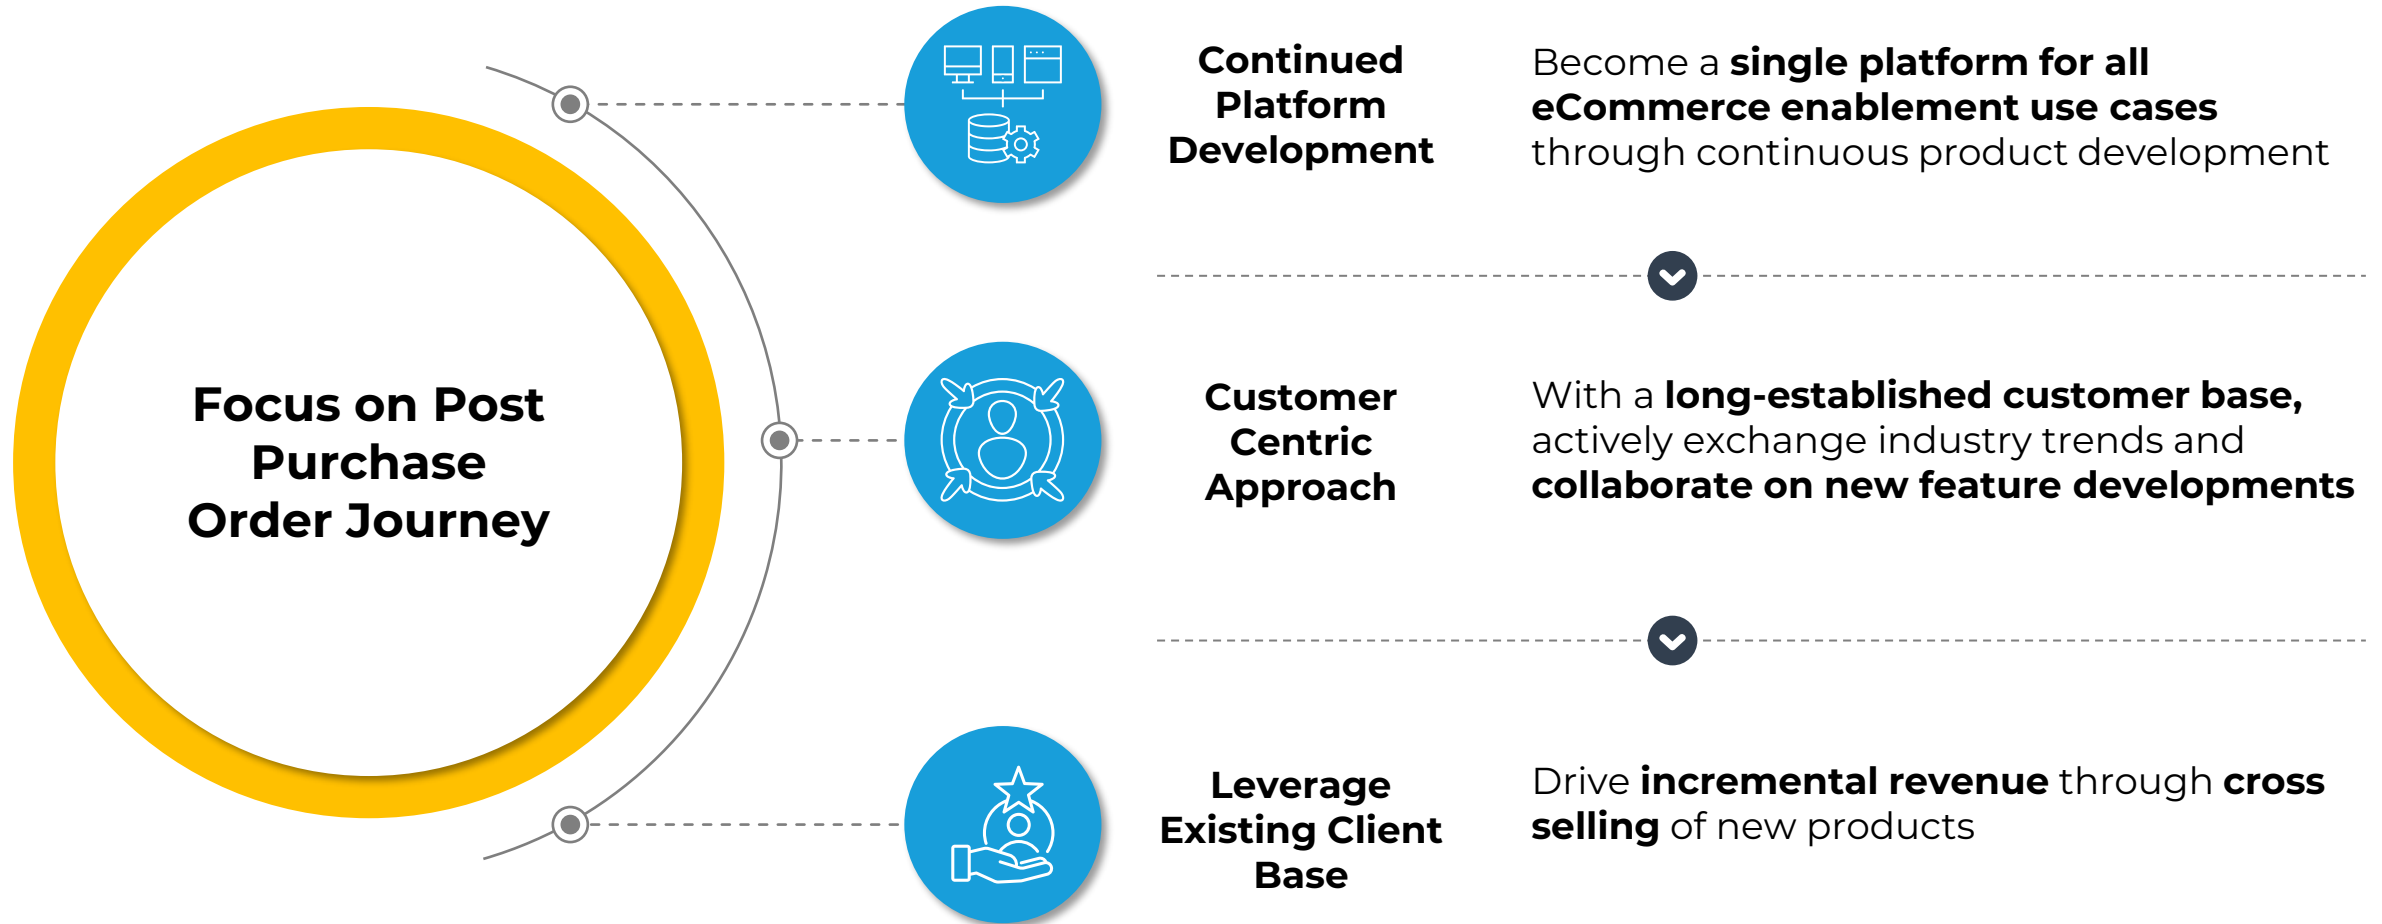 Focus on Post
Purchase
Order Journey
Continued
Platform
Development
Become a single platform for all
eCommerce enablement use cases
through continuous product development
Customer
Centric
Approach
With a long-established customer base,
actively exchange industry trends and
collaborate on new feature developments
Leverage
Existing Client
Base
Drive incremental revenue through cross
selling of new products